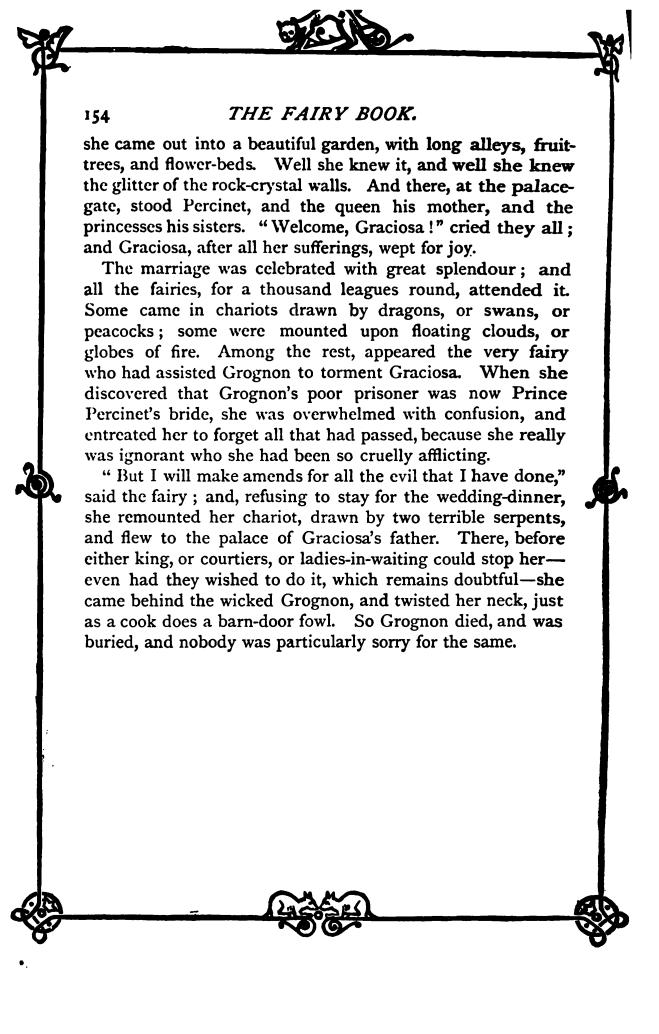 154 THE FAIRY BOOK.
she came out into a beautiful garden, with long alleys, fruit-
trees, and flower-beds. Well she knew it, and well she knew
the glitter of the rock-crystal walls. And there, at the palace-
gate, stood Percinet, and the queen his mother, and the
princesses his sisters. “Welcome, Graciosa!” cried they all;
and Graciosa, after all her sufferings, wept for joy.
The marriage was celebrated with great splendour; and
all the fairies, for a thousand leagues round, attended it.
Some came in chariots drawn by dragons, or swans, or
peacocks; some were mounted upon floating clouds, or
globes of fire. Among the rest, appeared the very fairy
who had assisted Grognon to torment Graciosa. When she
discovered that Grognon’s poor prisoner was now Prince
Percinet’s bride, she was overwhelmed with confusion, and
entreated her to forget all that had passed, because she really
was ignorant who she had been so cruelly afflicting.
“But I will make amends for all the evil that I have done,”
said the fairy; and, refusing to stay for the wedding-dinner,
she remounted her chariot, drawn by two terrible serpents,
and flew to the palace of Graciosa’s father. There, before
either king, or courtiers, or ladies-in-waiting could stop her—
even had they wished to do it, which remains doubtful—she
came behind the wicked Grognon, and twisted her neck, just
as a cook does a barn-door fowl. So Grognon died, and was
buried, and nobody was particularly sorry for the same.